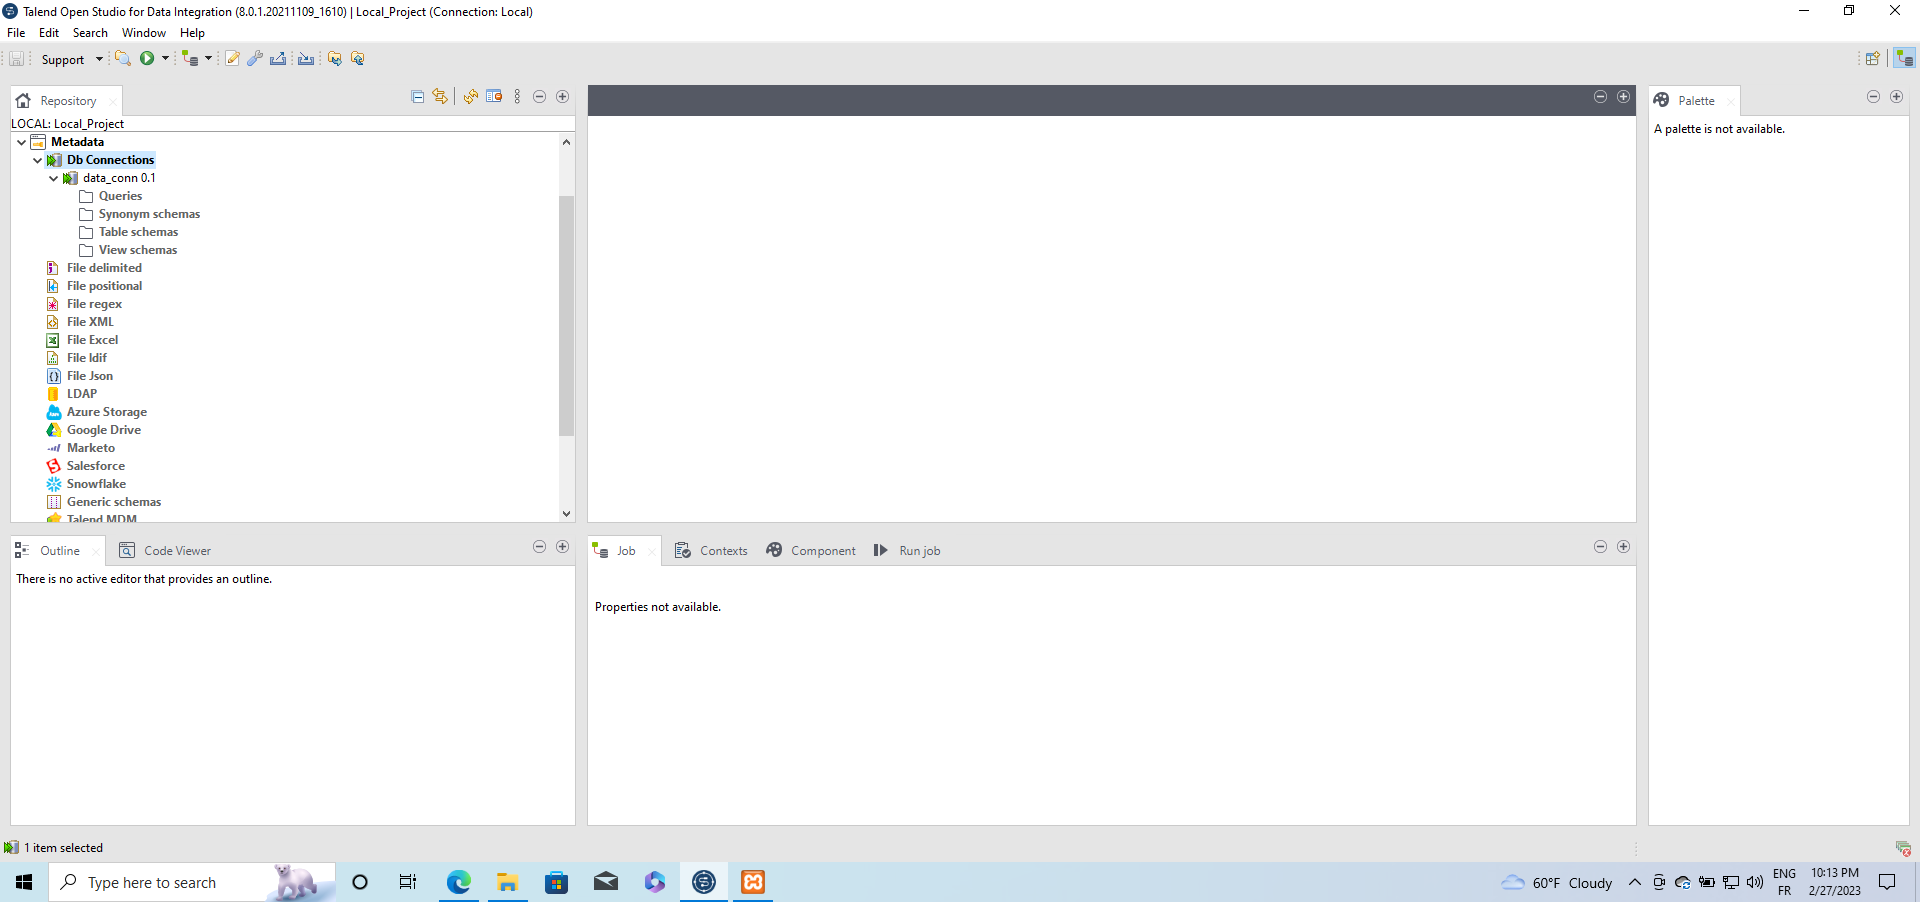 Talend Open Studio for Data Integration (8.0.1.20211109_1610) | Local_Project (Connection: Local)
File Edit Search Window Help
Support
Repository
LOCAL: Local_Project
Metadata
Db Connections
data_conn 0.1
Queries
Synonym schemas
Table schemas
View schemas
File delimited
File positional
File regex
File XML
File Excel
File ldif
File Json
LDAP
Azure Storage
Google Drive
Marketo
Salesforce
Snowflake
Generic schemas
Talend MDM
Palette
A palette is not available.
Outline Code Viewer
There is no active editor that provides an outline.
Job Contexts Component Run job
Properties not available.
1 item selected
Type here to search
60°F Cloudy
ENG
FR
10:13 PM
2/27/2023